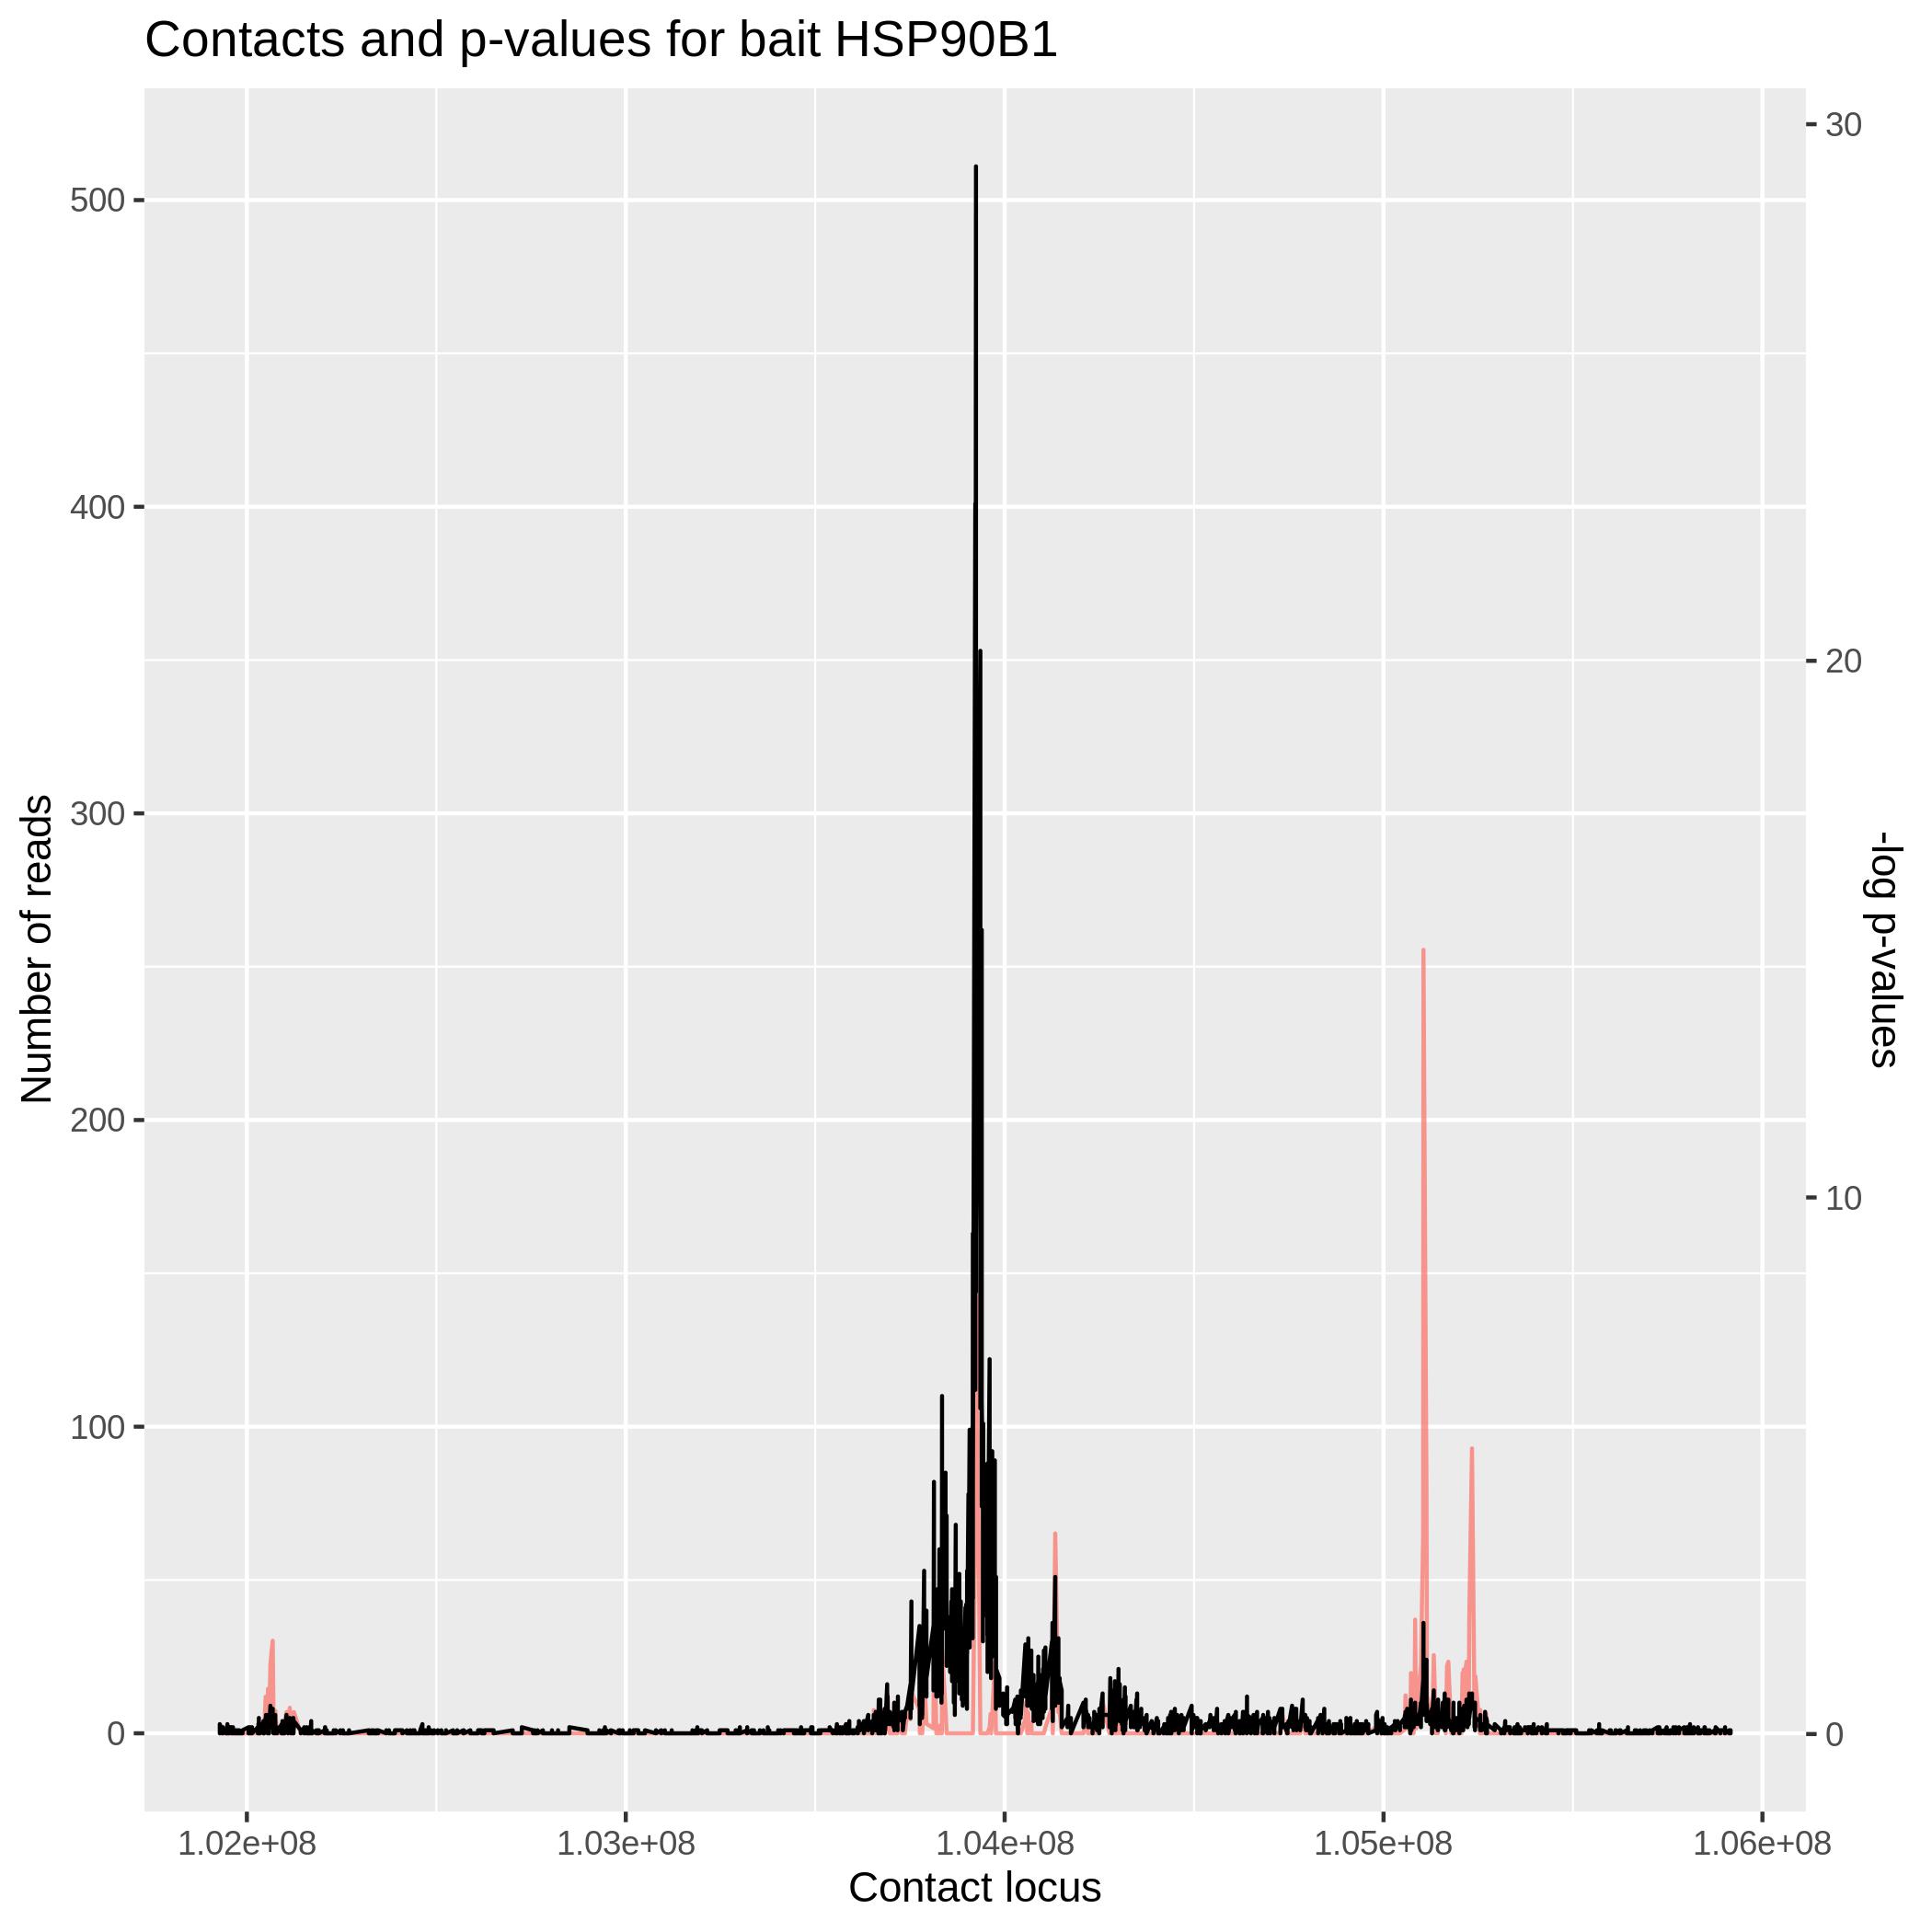 Contacts and p-values for bait HSP90B1
Number of reads
500
400
300
200
100
0
30
20
10
0
-log p-values
1.02e+08
1.03e+08
1.04e+08
1.05e+08
1.06e+08
Contact locus